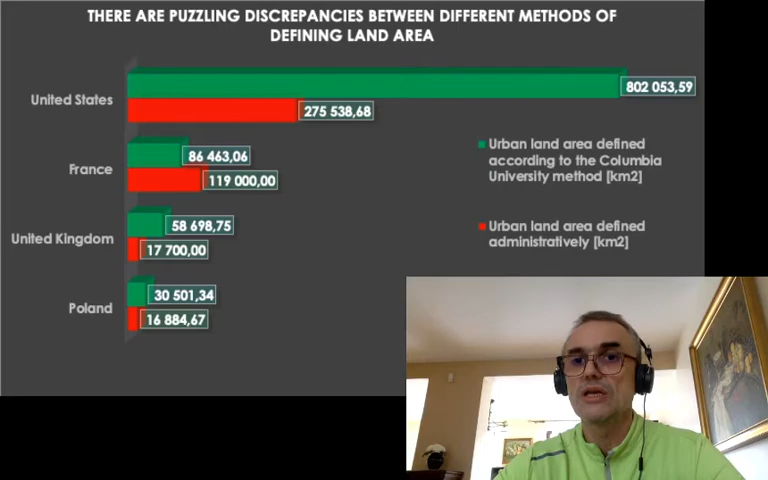 THERE ARE PUZZLING DISCREPANCIES BETWEEN DIFFERENT METHODS OF
DEFINING LAND AREA
United States
802 053,59
275 538,68
France
86 463,06
119 000,00
United Kingdom
58 698,75
17 700,00
Poland
30 501,34
16 884,67
Urban land area defined
according to the Columbia
University method [km2]
Urban land area defined
administratively [km2]